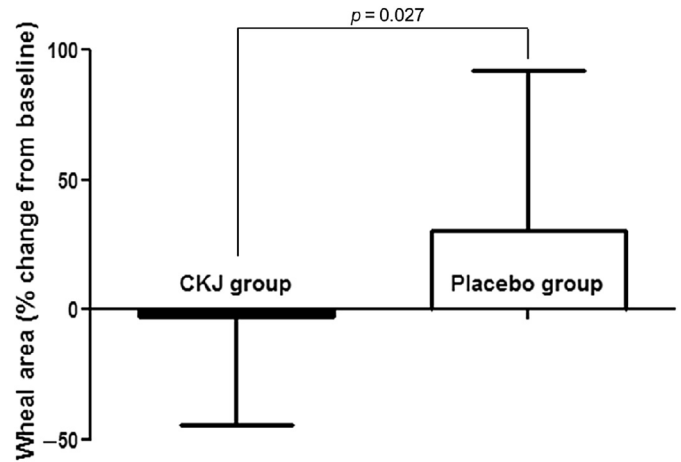 p = 0.027
Wheal area (% change from baseline)
100
50
0
−50
CKJ group
Placebo group